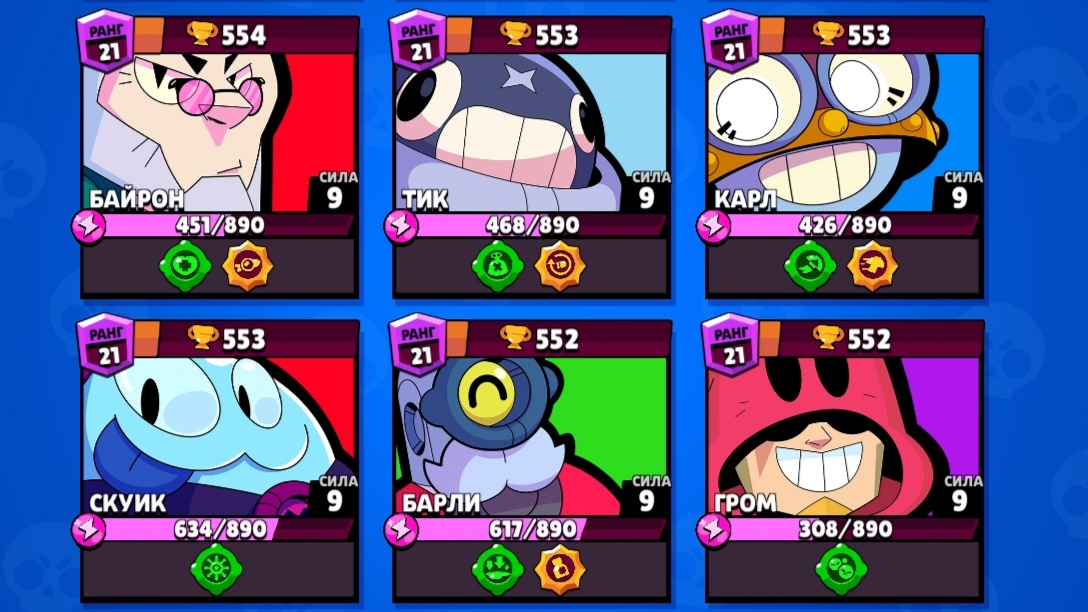 РАНГ 21 554
БАЙРОН СИЛА 9
451/890
РАНГ 21 553
ТИК СИЛА 9
468/890
РАНГ 21 553
КАРЛ СИЛА 9
426/890
РАНГ 21 553
СКУИК СИЛА 9
634/890
РАНГ 21 552
БАРЛИ СИЛА 9
617/890
РАНГ 21 552
ГРОМ СИЛА 9
308/890